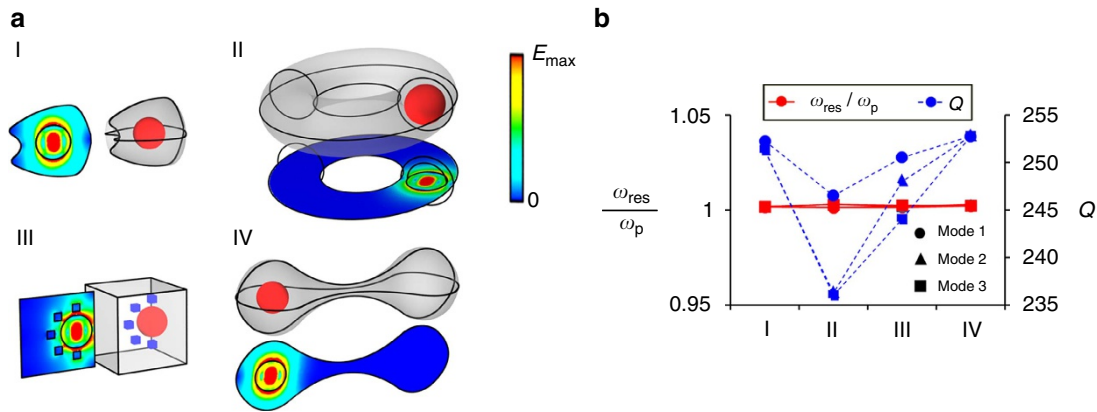 a
I
II
E_max
0
III
IV
b
ω_res / ω_p
Q
1.05
1
0.95
ω_res
ω_p
255
250
245
240
235
Q
Mode 1
Mode 2
Mode 3
I
II
III
IV